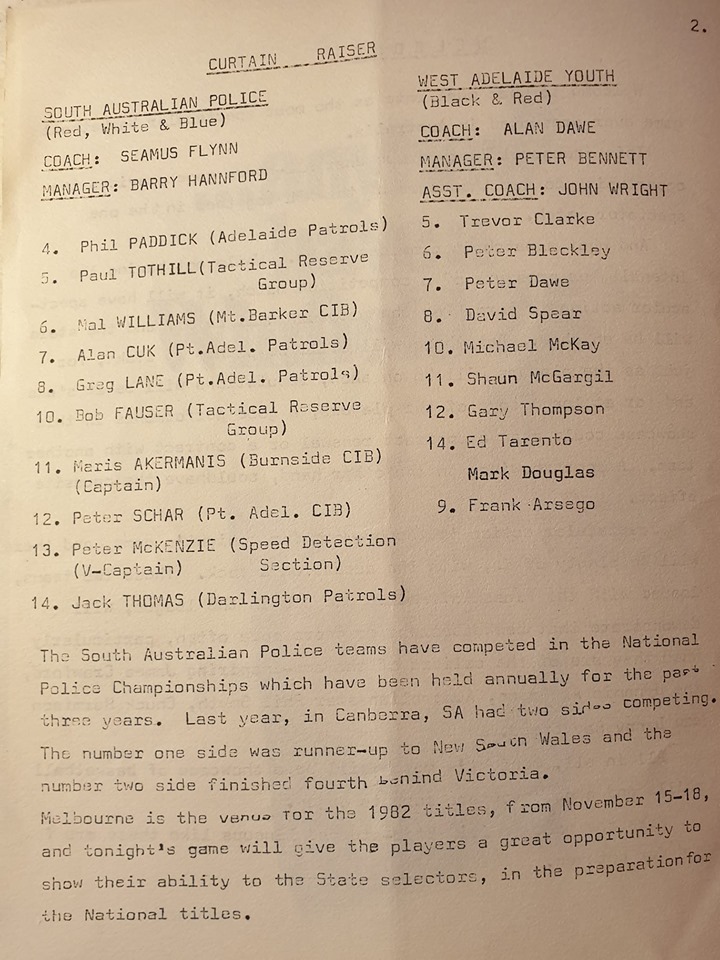 2.
CURTAIN RAISER
SOUTH AUSTRALIAN POLICE
(Red, White & Blue)
COACH: SEAMUS FLYNN
MANAGER: BARRY HANNFORD
4. Phil PADDICK (Adelaide Patrols)
5. Paul TOTHILL(Tactical Reserve
Group)
6. Mal WILLIAMS (Mt.Barker CIB)
7. Alan CUK (Pt.Adel. Patrols)
8. Greg LANE (Pt.Adel. Patrols)
10. Bob FAUSER (Tactical Reserve
Group)
11. Maris AKERMANIS (Burnside CIB)
(Captain)
12. Peter SCHAR (Pt. Adel. CIB)
13. Peter McKENZIE (Speed Detection
(V-Captain) Section)
14. Jack THOMAS (Darlington Patrols)
WEST ADELAIDE YOUTH
(Black & Red)
COACH: ALAN DAWE
MANAGER: PETER BENNETT
ASST. COACH: JOHN WRIGHT
5. Trevor Clarke
6. Peter Bleckley
7. Peter Dawe
8. David Spear
10. Michael McKay
11. Shaun McGargil
12. Gary Thompson
14. Ed Tarento
Mark Douglas
9. Frank Arsego
The South Australian Police teams have competed in the National
Police Championships which have been held annually for the past
three years. Last year, in Canberra, SA had two sides competing.
The number one side was runner-up to New South Wales and the
number two side finished fourth behind Victoria.
Melbourne is the venue for the 1982 titles, from November 15-18,
and tonight's game will give the players a great opportunity to
show their ability to the State selectors, in the preparation for
the National titles.